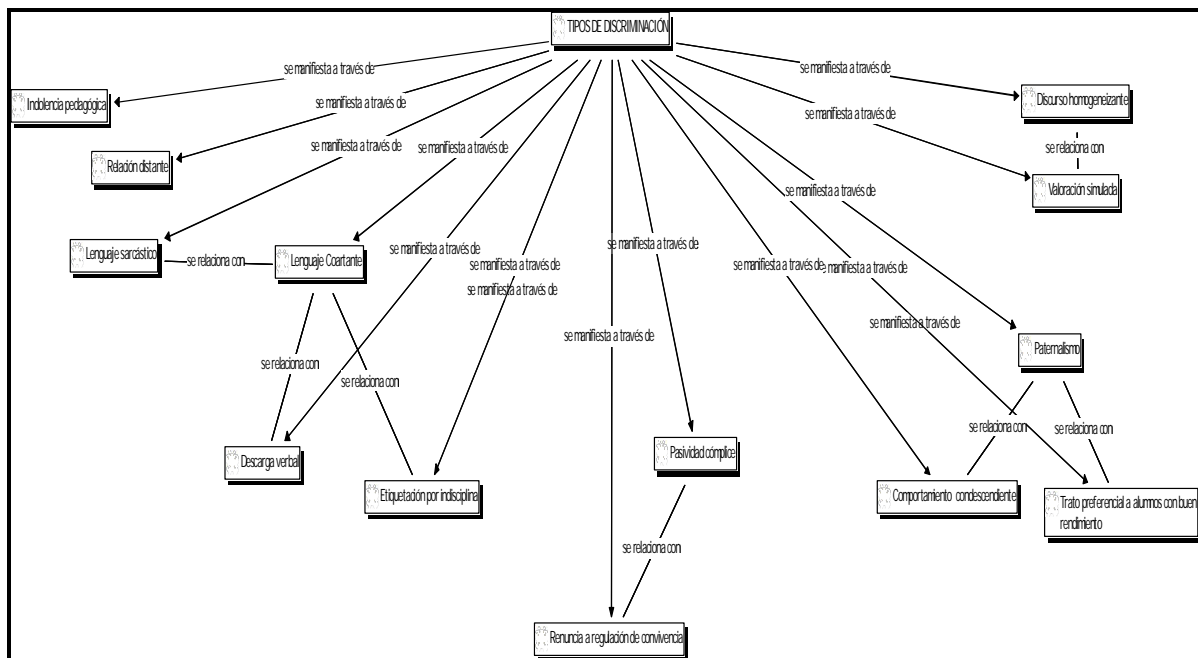 TIPOS DE DISCRIMINACIÓN
se manifiesta a través de
se manifiesta a través de
Indolencia pedagógica
Discurso homogeneizante
se manifiesta a través de
se manifiesta a través de
se manifiesta a través de
se manifiesta a través de
se relaciona con
Relación distante
Valoración simulada
se manifiesta a través de
Lenguaje sarcástico
se relaciona con
Lenguaje Coartante
se manifiesta a través de
se manifiesta a través de
se manifiesta a través de
se manifiesta a través de
se manifiesta a través de
se manifiesta a través de
se manifiesta a través de
se manifiesta a través de
Paternalismo
se relaciona con
se relaciona con
se relaciona con
se relaciona con
Descarga verbal
Pasividad cómplice
Etiquetación por indisciplina
Comportamiento condescendiente
Trato preferencial a alumnos con buen
rendimiento
se relaciona con
Renuncia a regulación de convivencia